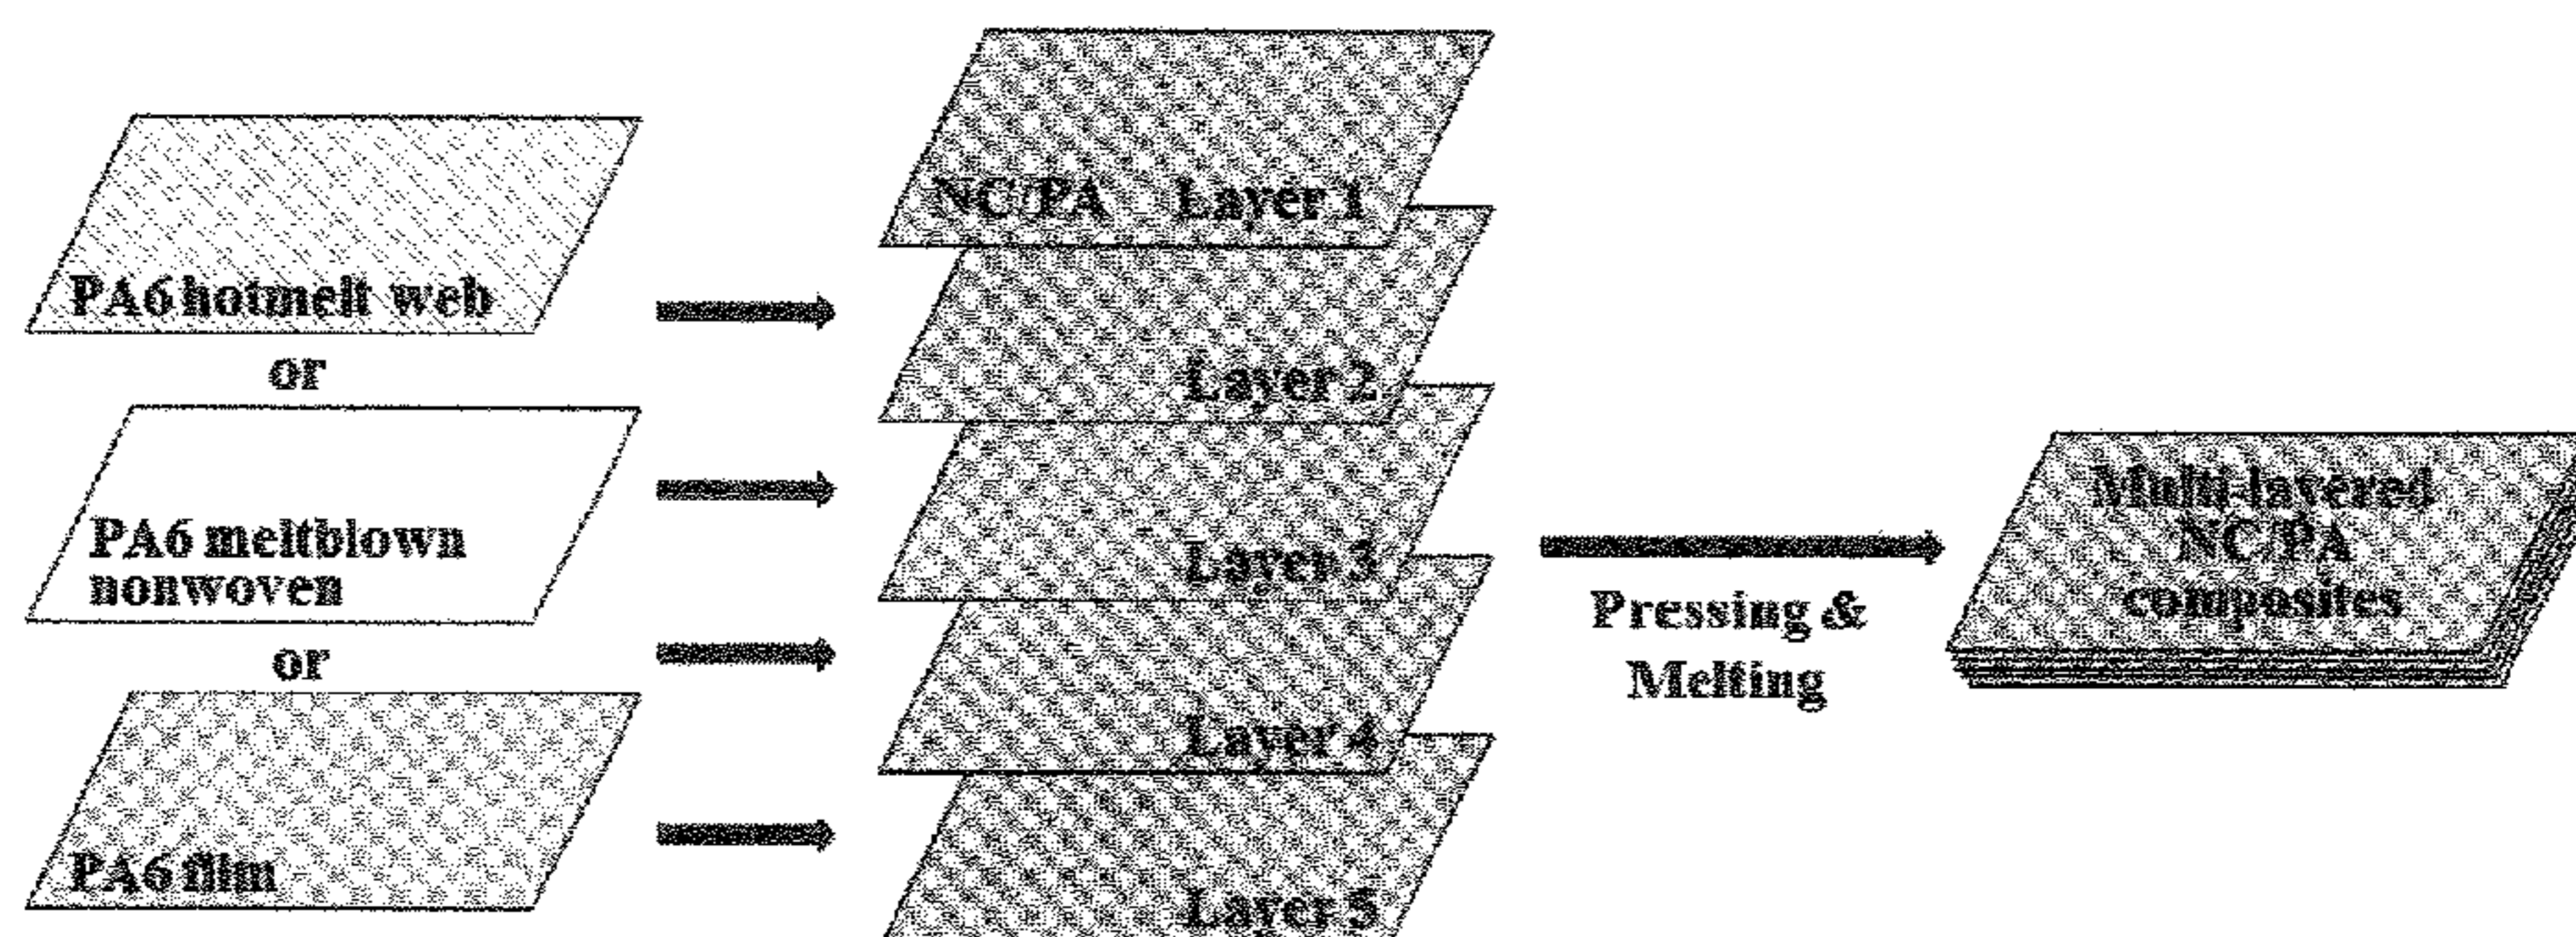 PA6 hotmelt web
or
PA6 meltblown
nonwoven
or
PA6 film
NC/PA Layer 1
Layer 2
Layer 3
Layer 4
Layer 5
Pressing &
Melting
Multi-layered
NC/PA
composites